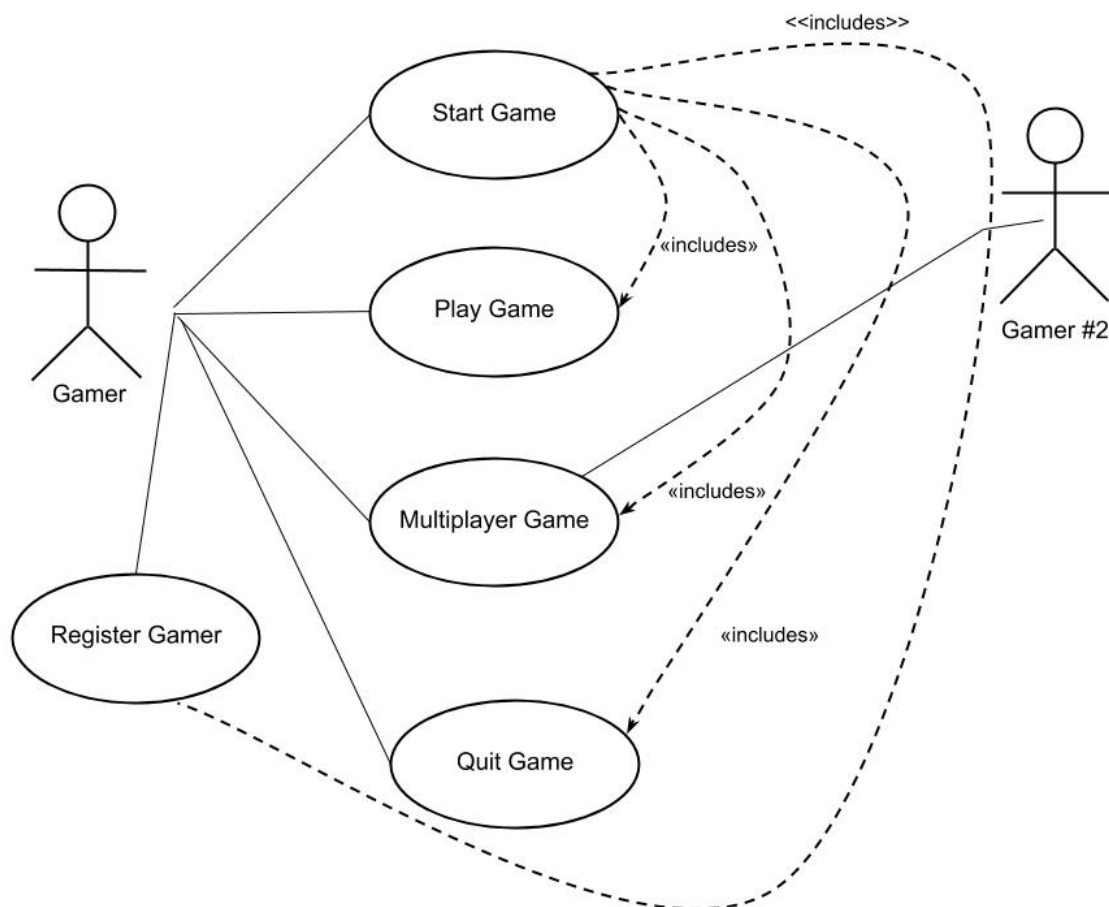 <<includes>>
Start Game
«includes»
Play Game
Gamer #2
Gamer
«includes»
Multiplayer Game
Register Gamer
«includes»
Quit Game